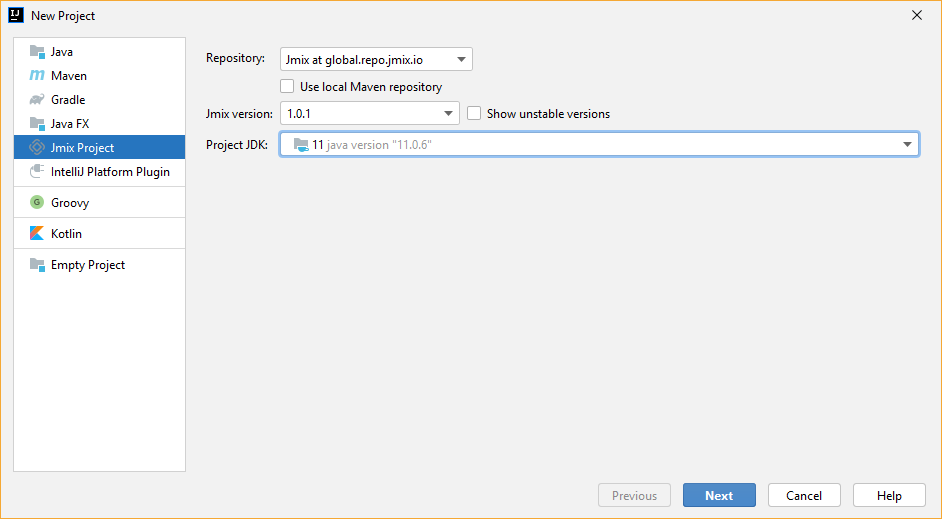 New Project
Java
Maven
Gradle
Java FX
Jmix Project
IntelliJ Platform Plugin
Groovy
Kotlin
Empty Project
Repository: Jmix at global.repo.jmix.io
Use local Maven repository
Jmix version: 1.0.1 Show unstable versions
Project JDK: 11 java version "11.0.6"
Previous Next Cancel Help